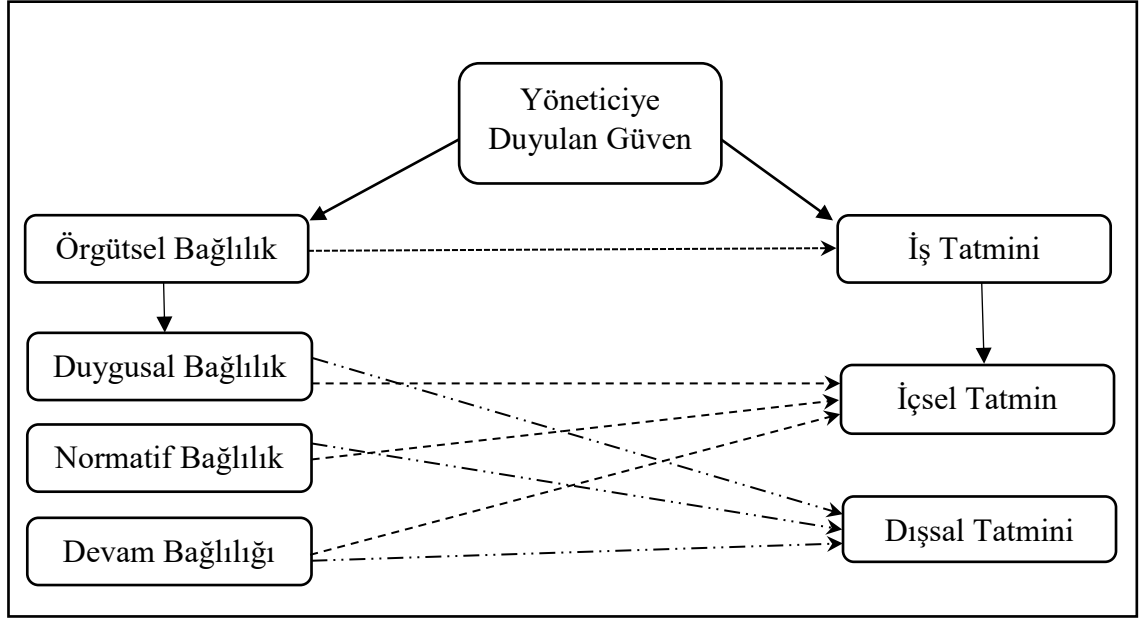 Yöneticiye
Duyulan Güven
Örgütsel Bağlılık
İş Tatmini
Duygusal Bağlılık
İçsel Tatmin
Normatif Bağlılık
Dışsal Tatmini
Devam Bağlılığı